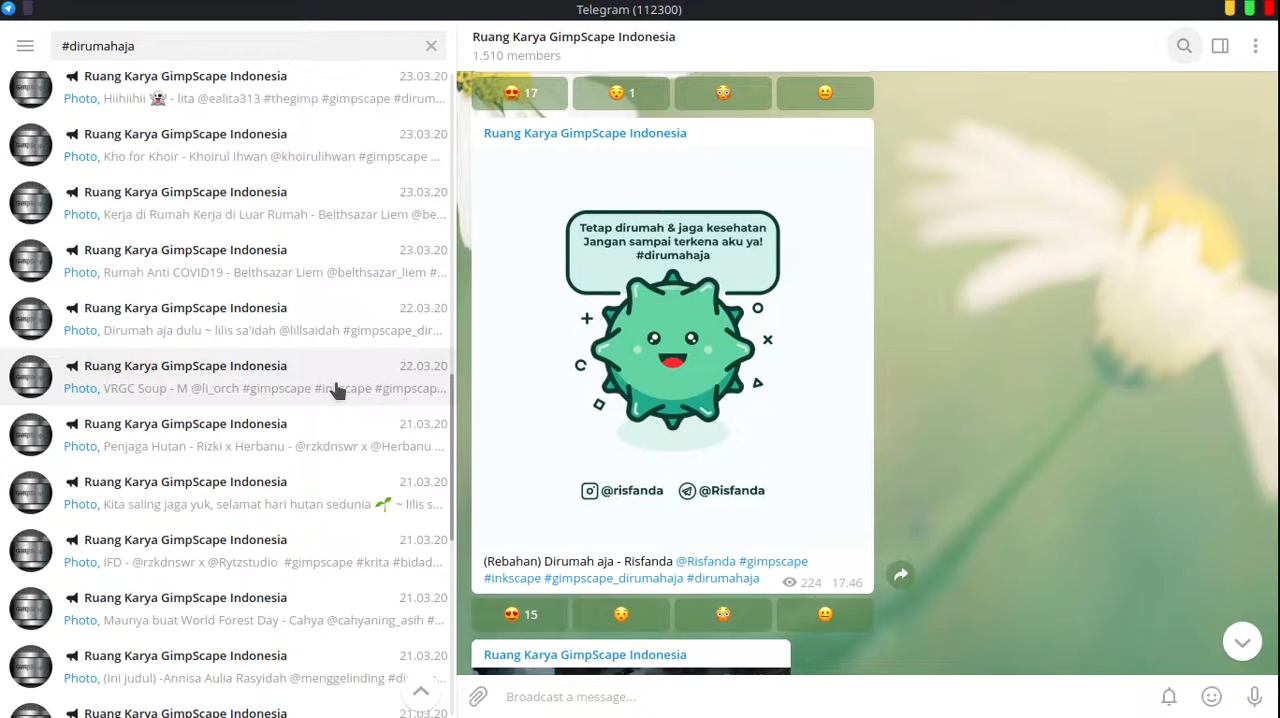 Telegram (112300)
#dirumahaja
Ruang Karya GimpScape Indonesia 23.03.20
Photo, Hiihiihii 👻 - lita @ealita313 #thegimp #gimpscape #dirum...
Ruang Karya GimpScape Indonesia 23.03.20
Photo, Kho for Khoir - Khoirul Ihwan @khoirulihwan #gimpscape ...
Ruang Karya GimpScape Indonesia 23.03.20
Photo, Kerja di Rumah Kerja di Luar Rumah - Belthsazar Liem @be...
Ruang Karya GimpScape Indonesia 23.03.20
Photo, Rumah Anti COVID19 - Belthsazar Liem @belthsazar_liem #...
Ruang Karya GimpScape Indonesia 22.03.20
Photo, Dirumah aja dulu ~ lilis sa'idah @lillsaidah #gimpscape_dir...
Ruang Karya GimpScape Indonesia 22.03.20
Photo, VRGC Soup - M @li_orch #gimpscape #inkscape #gimpscap...
Ruang Karya GimpScape Indonesia 21.03.20
Photo, Penjaga Hutan - Rizki x Herbanu - @rzkdnswr x @Herbanu ...
Ruang Karya GimpScape Indonesia 21.03.20
Photo, Kita saling jaga yuk, selamat hari hutan sedunia 🌱 ~ lilis s...
Ruang Karya GimpScape Indonesia 21.03.20
Photo, IFD - @rzkdnswr x @Rytzstudio #gimpscape #krita #bidad...
Ruang Karya GimpScape Indonesia 21.03.20
Photo, Marsya buat World Forest Day - Cahya @cahyaning_asih #...
Ruang Karya GimpScape Indonesia 21.03.20
Photo, (Ini judul) -Annisa Aulia Rasyidah @menggelinding #di...
Ruang Karya GimpScape Indonesia 21.03.20
Ruang Karya GimpScape Indonesia
1.510 members
😍 17 😧 1 😳 😐
Ruang Karya GimpScape Indonesia
Tetap dirumah & jaga kesehatan
Jangan sampai terkena aku ya!
#dirumahaja
@risfanda @Risfanda
(Rebahan) Dirumah aja - Risfanda @Risfanda #gimpscape
#inkscape #gimpscape_dirumahaja #dirumahaja
224 17.46
😍 15 😧 😳 😐
Ruang Karya GimpScape Indonesia
Broadcast a message...